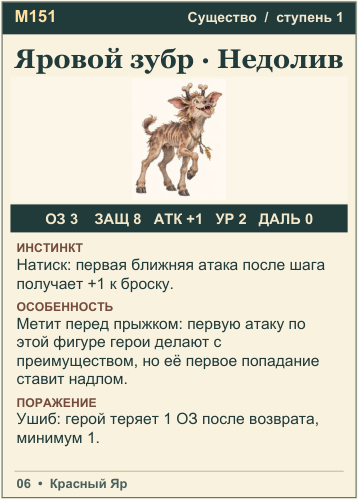 М151 Существо / ступень 1
Яровой зубр · Недолив
ОЗ 3 ЗАЩ 8 АТК +1 УР 2 ДАЛЬ 0
ИНСТИНКТ
Натиск: первая ближняя атака после шага
получает +1 к броску.
ОСОБЕННОСТЬ
Метит перед прыжком: первую атаку по
этой фигуре герои делают с
преимуществом, но её первое попадание
ставит надлом.
ПОРАЖЕНИЕ
Ушиб: герой теряет 1 ОЗ после возврата,
минимум 1.
06 • Красный Яр